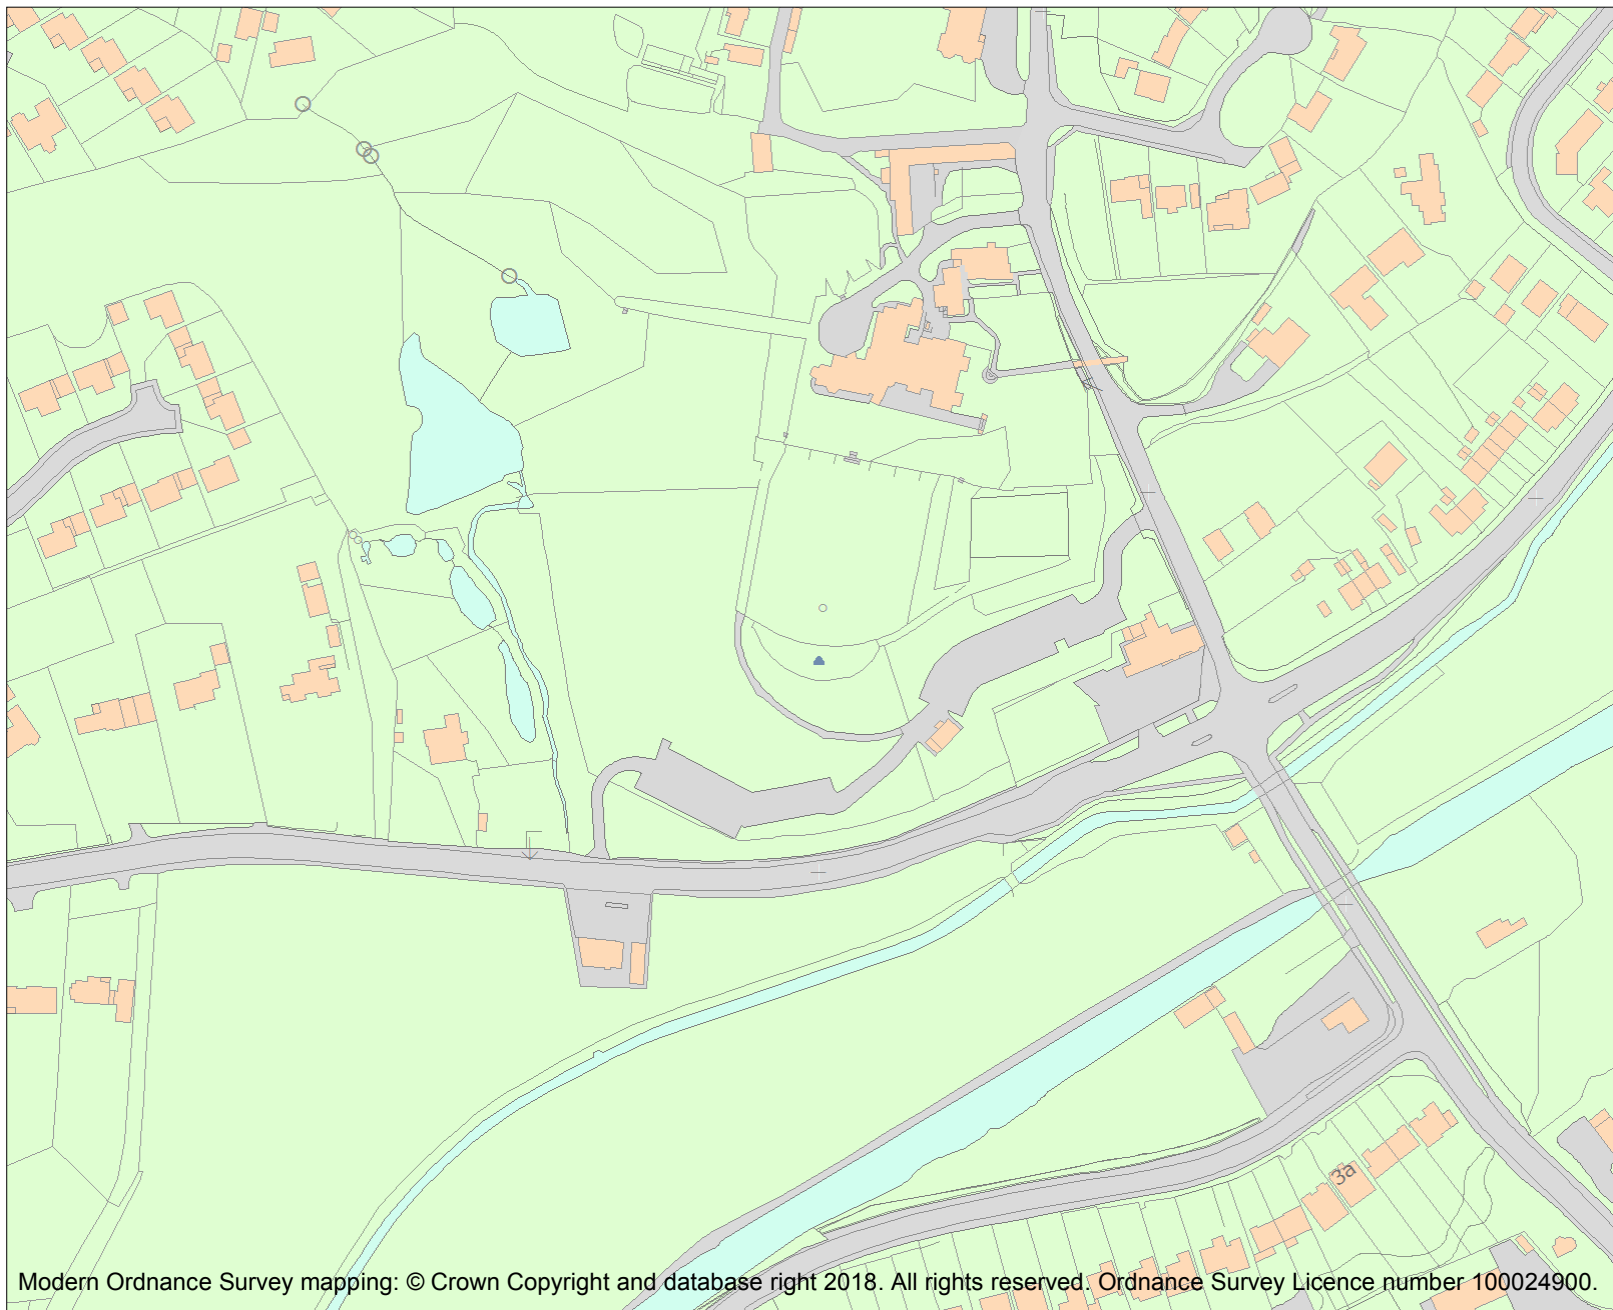 3a
Modern Ordnance Survey mapping: © Crown Copyright and database right 2018. All rights reserved. Ordnance Survey Licence number 100024900.